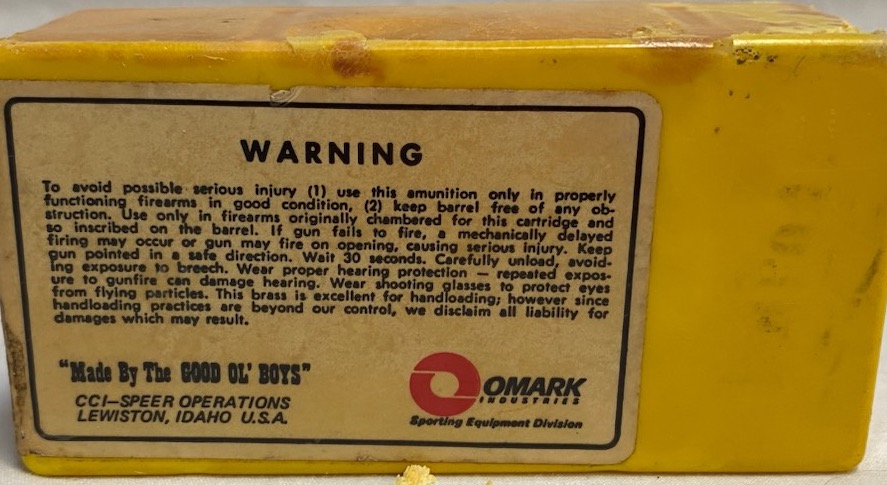 WARNING
To avoid possible serious injury (1) use this amunition only in properly
functioning firearms in good condition, (2) keep barrel free of any ob-
struction. Use only in firearms originally chambered for this cartridge and
so inscribed on the barrel. If gun fails to fire, a mechanically delayed
firing may occur or gun may fire on opening, causing serious injury. Keep
gun pointed in a safe direction. Wait 30 seconds. Carefully unload, avoid-
ing exposure to breech. Wear proper hearing protection — repeated expos-
ure to gunfire can damage hearing. Wear shooting glasses to protect eyes
from flying particles. This brass is excellent for handloading; however since
handloading practices are beyond our control, we disclaim all liability for
damages which may result.
"Made By The GOOD OL' BOYS"
CCI–SPEER OPERATIONS
LEWISTON, IDAHO U.S.A.
OMARK
INDUSTRIES
Sporting Equipment Division